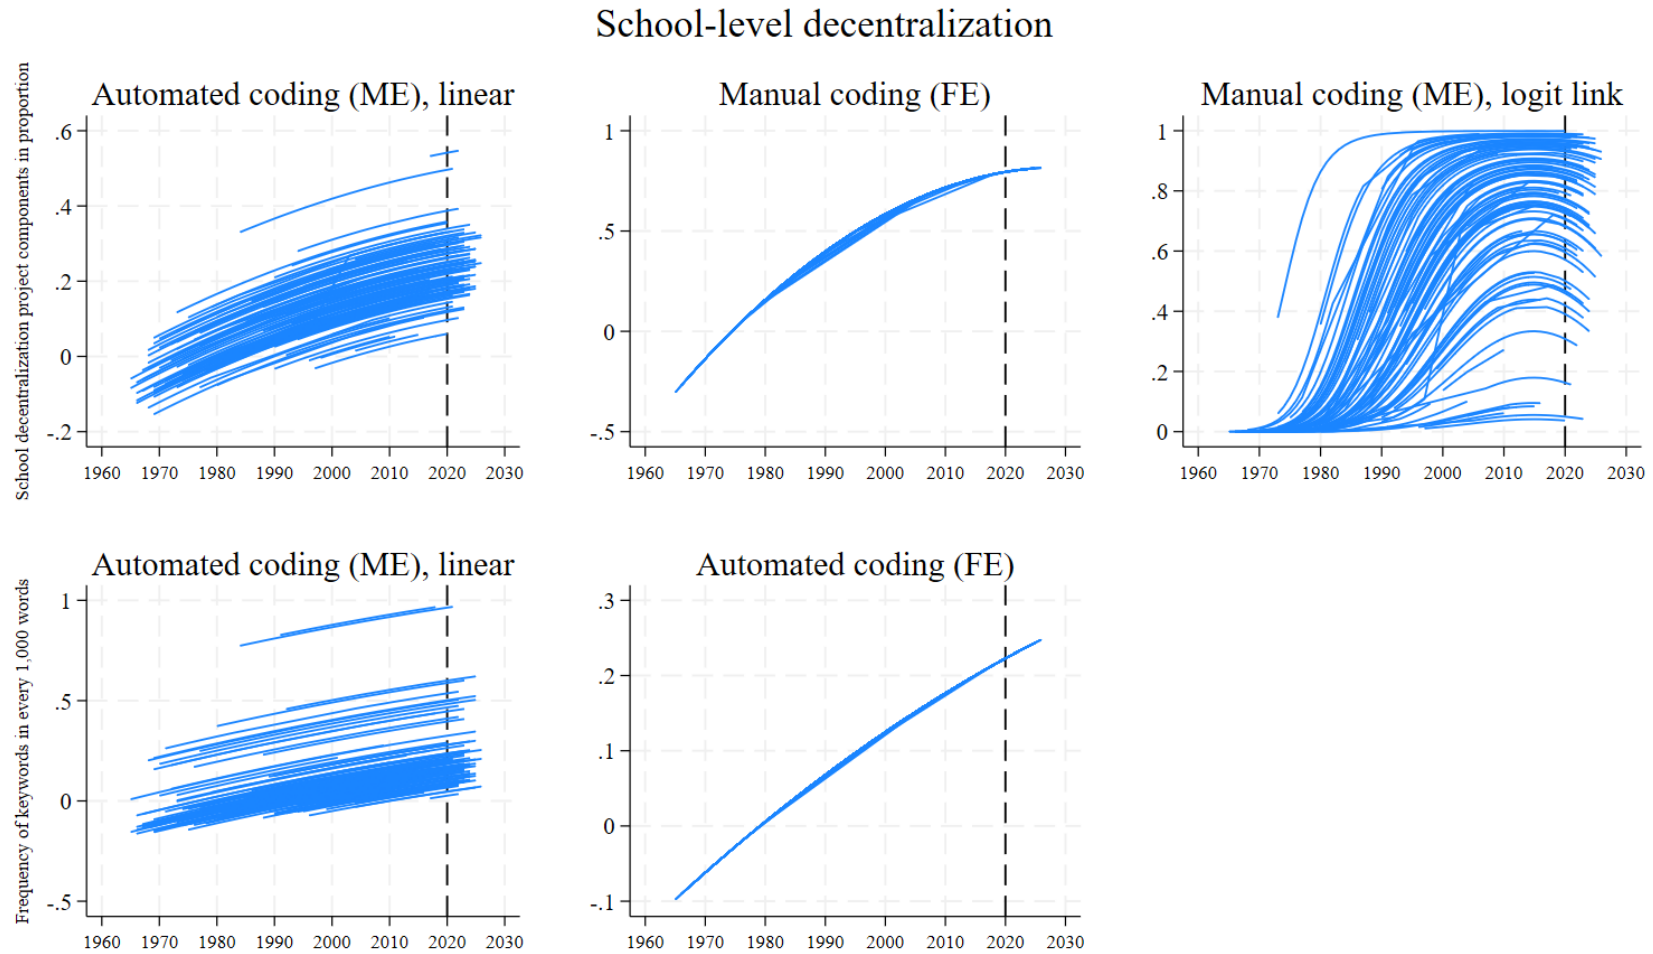 School-level decentralization
School decentralization project components in proportion
Automated coding (ME), linear
.6
.4
.2
0
-.2
1960 1970 1980 1990 2000 2010 2020 2030
Manual coding (FE)
1
.5
0
-.5
1960 1970 1980 1990 2000 2010 2020 2030
Manual coding (ME), logit link
1
.8
.6
.4
.2
0
1960 1970 1980 1990 2000 2010 2020 2030
Frequency of keywords in every 1,000 words
Automated coding (ME), linear
1
.5
0
-.5
1960 1970 1980 1990 2000 2010 2020 2030
Automated coding (FE)
.3
.2
.1
0
-.1
1960 1970 1980 1990 2000 2010 2020 2030